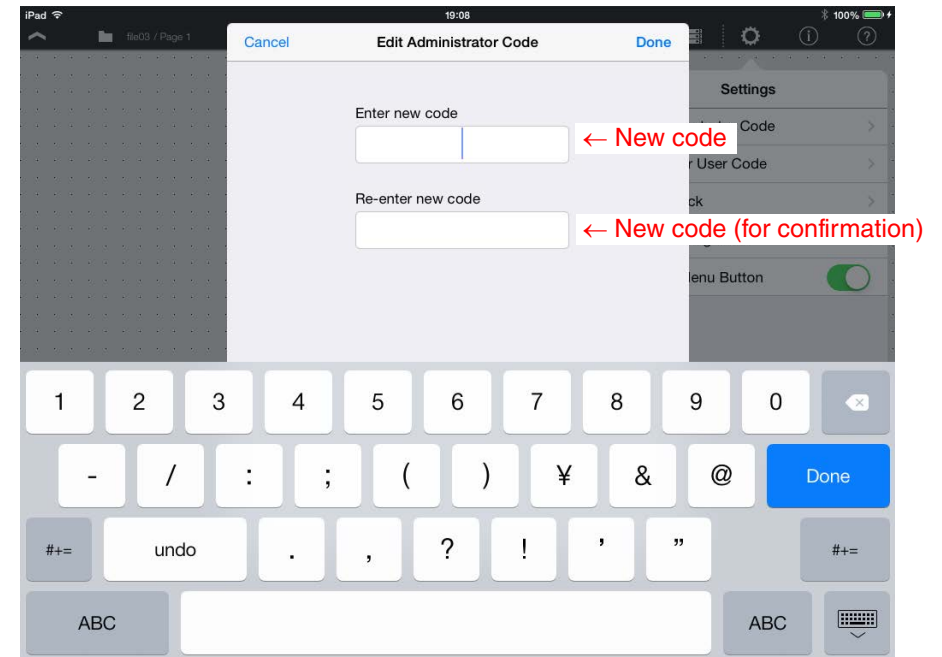 iPad 19:08 100%
file03 / Page 1
Cancel Edit Administrator Code Done
Settings
Enter new code
← New code
Code
User Code
Re-enter new code
ck
← New code (for confirmation)
enu Button
1 2 3 4 5 6 7 8 9 0
- / : ; ( ) ¥ & @ Done
#+= undo . , ? ! ’ ” #+=
ABC ABC